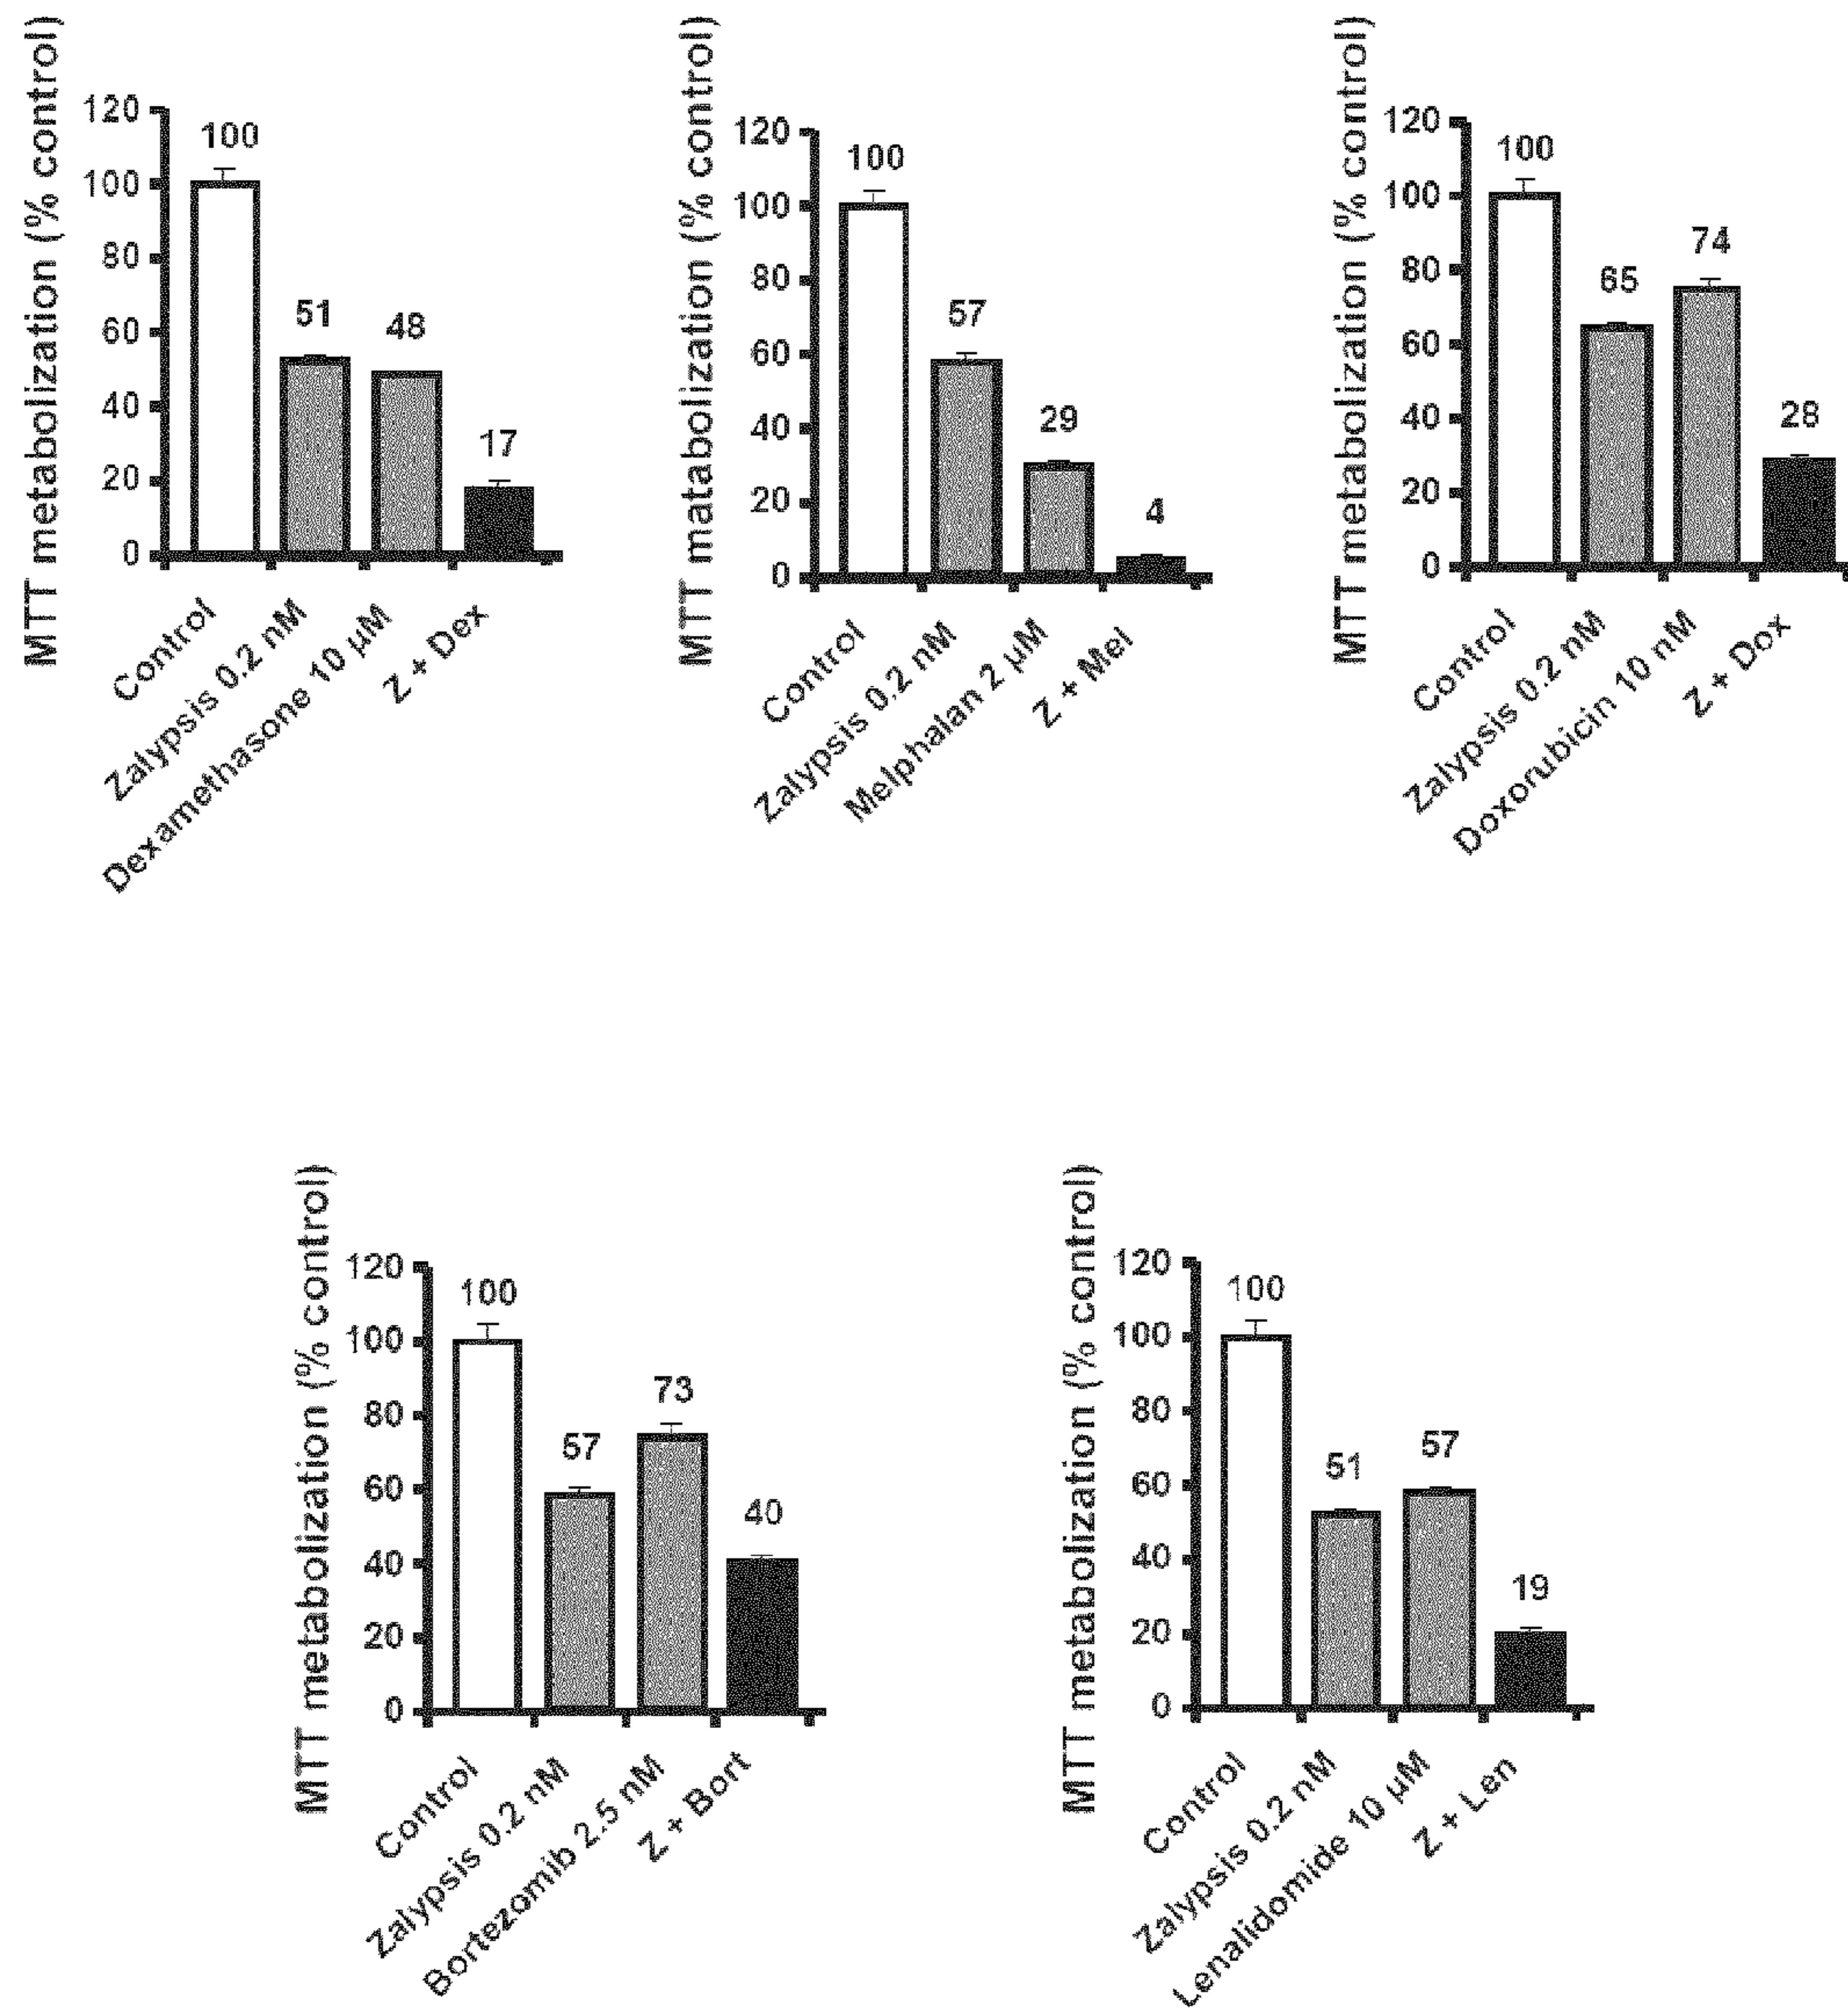 MTT metabolization (% control)
120
100
80
60
40
20
0
100
51
48
17
Control
Zalypsis 0.2 nM
Dexamethasone 10 µM
Z + Dex
MTT matabolization (% control)
120
100
80
60
40
20
0
100
57
29
4
Control
Zalypsis 0.2 nM
Melphalan 2 µM
Z + Mel
MTT metabolization (% control)
120
100
80
60
40
20
0
100
65
74
28
Control
Zalypsis 0.2 nM
Doxorubicin 10 nM
Z + Dox
MTT metabolization (% control)
120
100
80
60
40
20
0
100
57
73
40
Control
Zalypsis 0.2 nM
Bortezomib 2.5 nM
Z + Bort
MTT metabolization (% control)
120
100
80
60
40
20
0
100
51
57
19
Control
Zalypsis 0.2 nM
Lenalidomide 10 µM
Z + Len